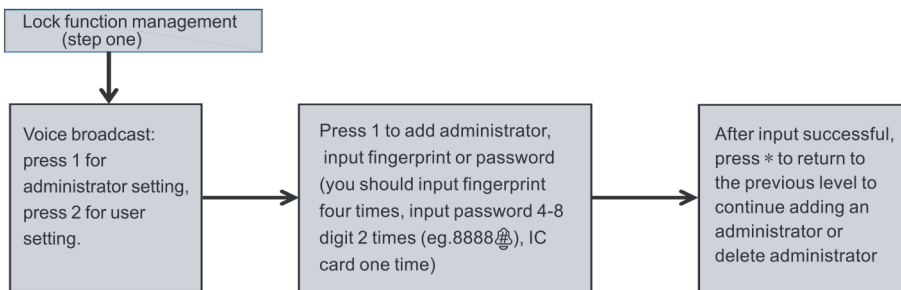 Lock function management
(step one)
Voice broadcast:
press 1 for
administrator setting,
press 2 for user
setting.
Press 1 to add administrator,
input fingerprint or password
(you should input fingerprint
four times, input password 4-8
digit 2 times (eg.8888#), IC
card one time)
After input successful,
press * to return to
the previous level to
continue adding an
administrator or
delete administrator